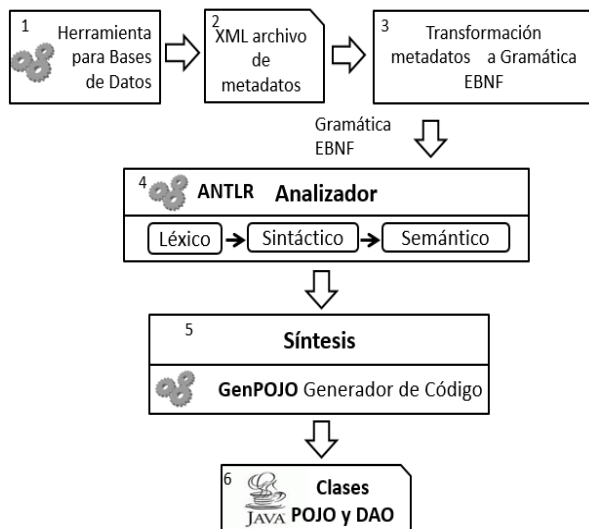 1
Herramienta
para Bases
de Datos
2
XML archivo
de
metadatos
3
Transformación
metadatos a Gramática
EBNF
Gramática
EBNF
4
ANTLR Analizador
Léxico Sintáctico Semántico
5
Síntesis
GenPOJO Generador de Código
6
Clases
JAVA POJO y DAO